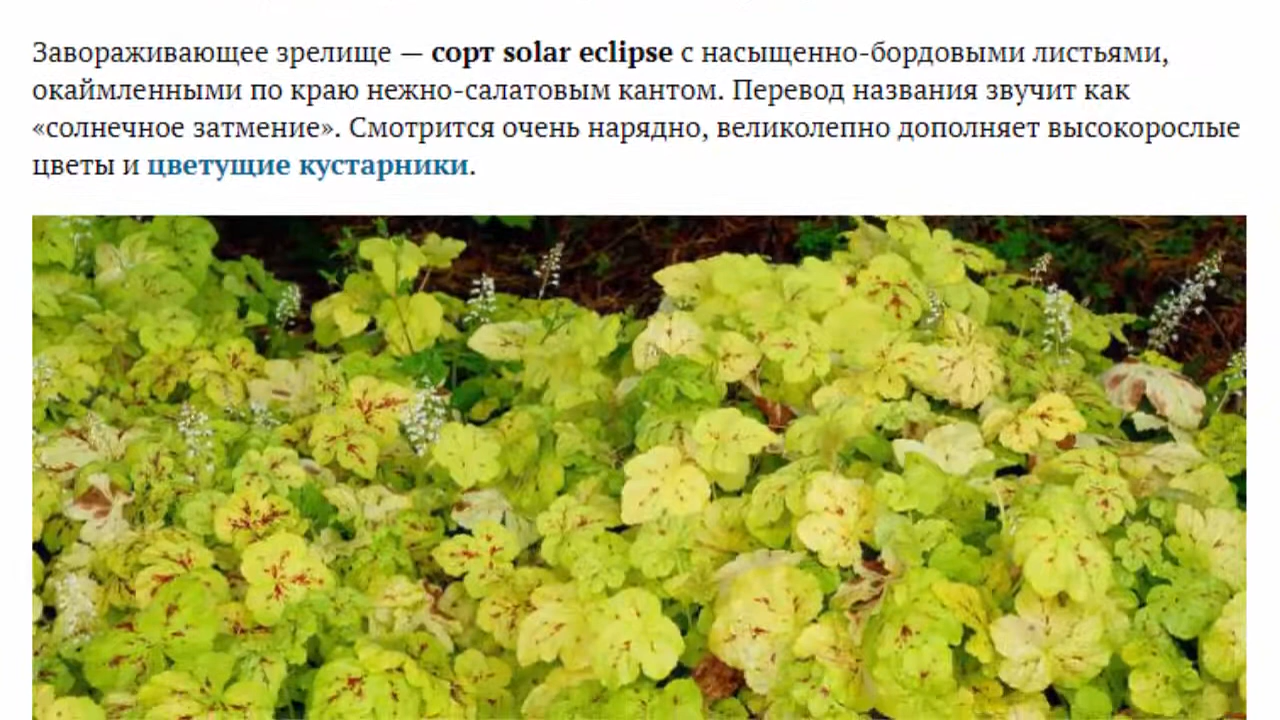 Завораживающее зрелище — сорт solar eclipse с насыщенно-бордовыми листьями,
окаймленными по краю нежно-салатовым кантом. Перевод названия звучит как
«солнечное затмение». Смотрится очень нарядно, великолепно дополняет высокорослые
цветы и цветущие кустарники.